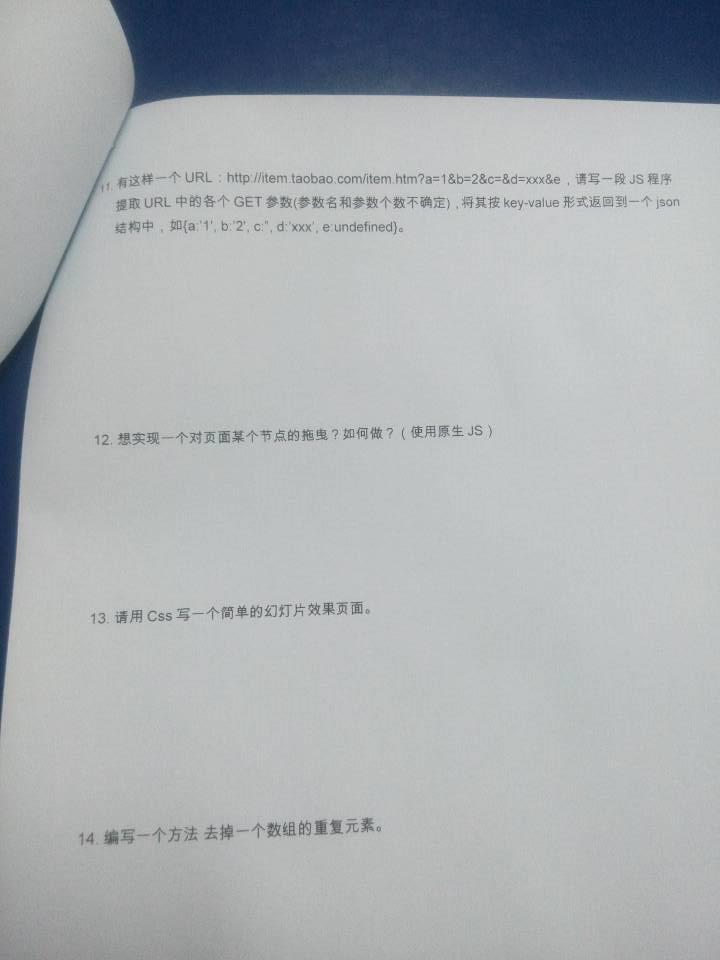 11. 有这样一个 URL：http://item.taobao.com/item.htm?a=1&b=2&c=&d=xxx&e，请写一段 JS 程序
提取 URL 中的各个 GET 参数(参数名和参数个数不确定)，将其按 key-value 形式返回到一个 json
结构中，如{a:'1', b:'2', c:'', d:'xxx', e:undefined}。
12. 想实现一个对页面某个节点的拖曳？如何做？（使用原生 JS）
13. 请用 Css 写一个简单的幻灯片效果页面。
14. 编写一个方法 去掉一个数组的重复元素。